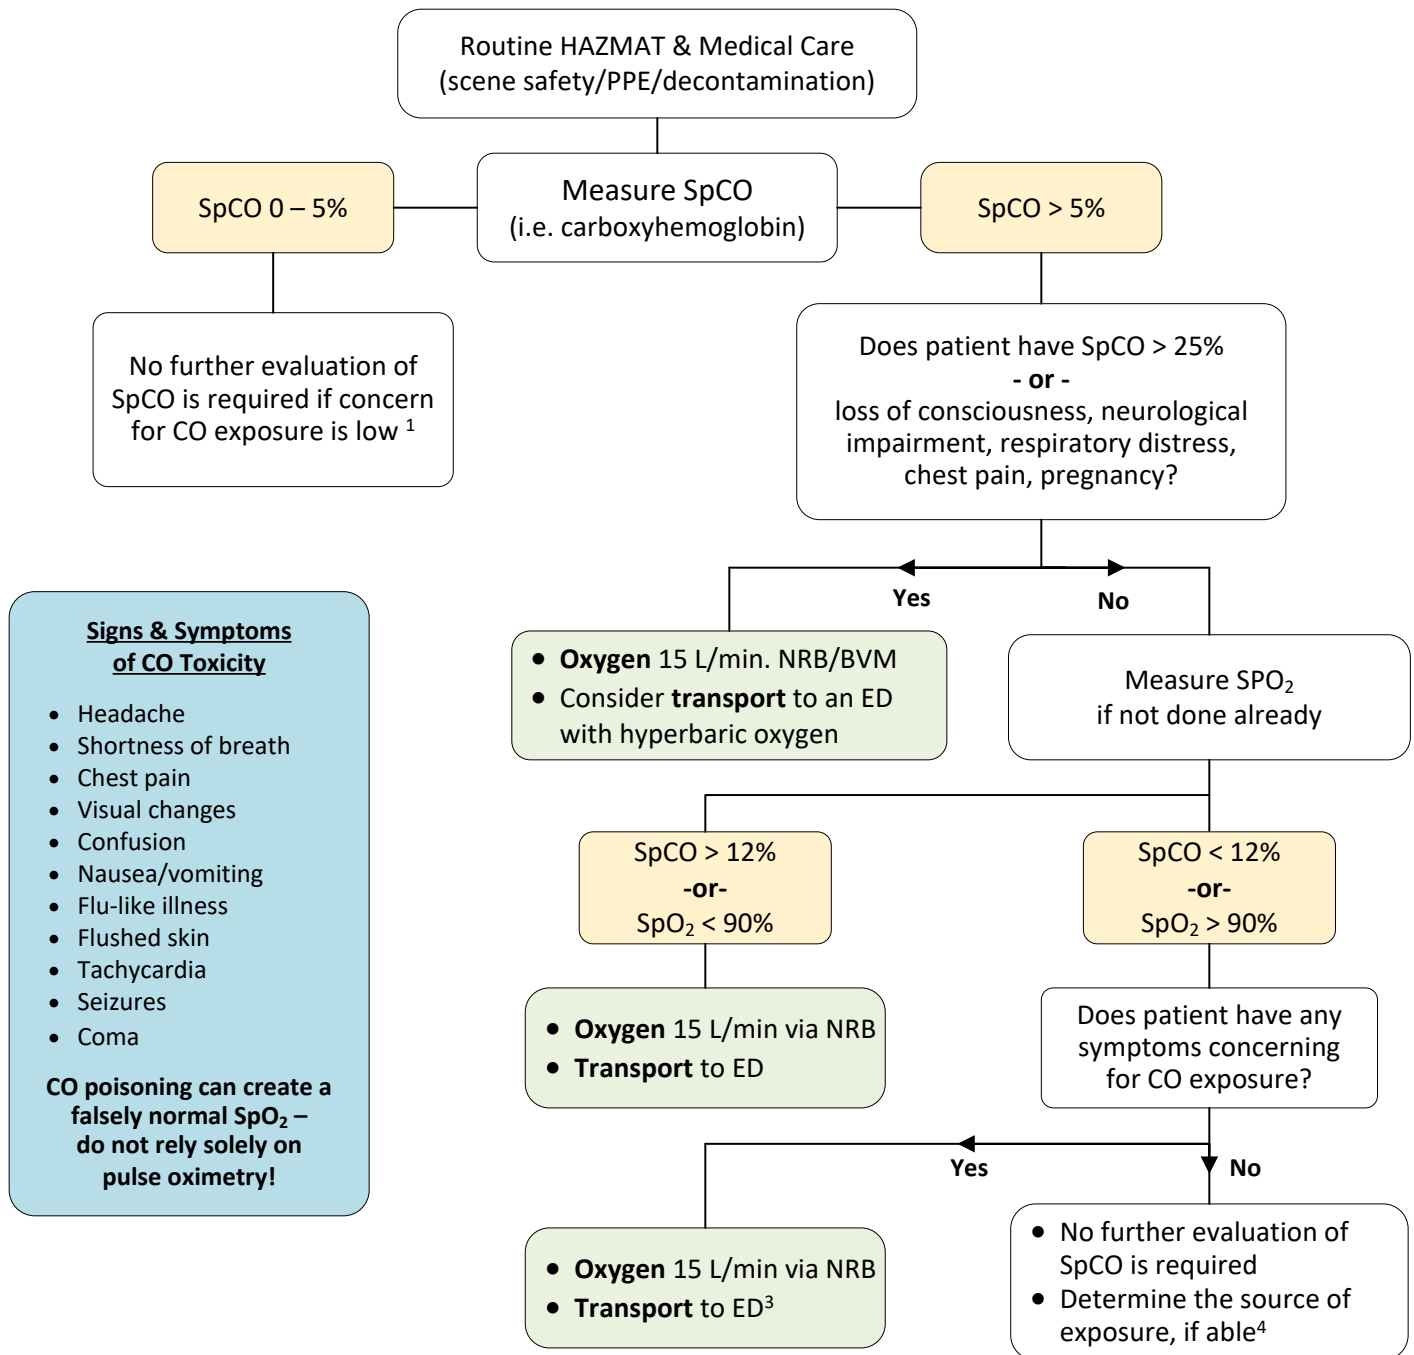 Routine HAZMAT & Medical Care
(scene safety/PPE/decontamination)
SpCO 0 – 5%
Measure SpCO
(i.e. carboxyhemoglobin)
SpCO > 5%
No further evaluation of
SpCO is required if concern
for CO exposure is low 1
Does patient have SpCO > 25%
- or -
loss of consciousness, neurological
impairment, respiratory distress,
chest pain, pregnancy?
Yes
No
• Oxygen 15 L/min. NRB/BVM
• Consider transport to an ED
with hyperbaric oxygen
Measure SPO2
if not done already
Signs & Symptoms
of CO Toxicity
• Headache
• Shortness of breath
• Chest pain
• Visual changes
• Confusion
• Nausea/vomiting
• Flu-like illness
• Flushed skin
• Tachycardia
• Seizures
• Coma
CO poisoning can create a
falsely normal SpO2 –
do not rely solely on
pulse oximetry!
SpCO > 12%
-or-
SpO2 < 90%
SpCO < 12%
-or-
SpO2 > 90%
• Oxygen 15 L/min via NRB
• Transport to ED
Does patient have any
symptoms concerning
for CO exposure?
Yes
No
• Oxygen 15 L/min via NRB
• Transport to ED3
• No further evaluation of
SpCO is required
• Determine the source of
exposure, if able4